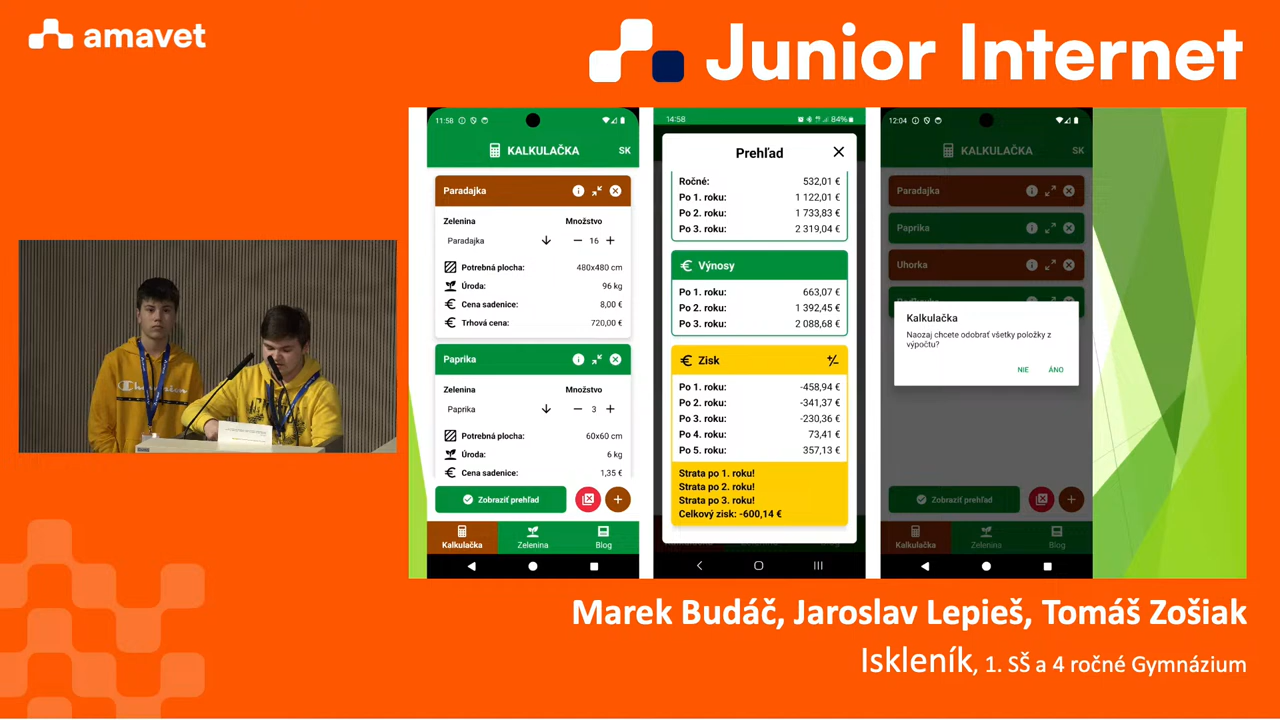 amavet
Junior Internet
11:58
KALKULAČKA
SK
Paradajka
Zelenina
Množstvo
Paradajka
16
Potrebná plocha:
480x480 cm
Úroda:
96 kg
Cena sadenice:
8,00 €
Trhová cena:
720,00 €
Paprika
Zelenina
Množstvo
Paprika
3
Potrebná plocha:
60x60 cm
Úroda:
6 kg
Cena sadenice:
1,35 €
Zobraziť prehľad
Kalkulačka
Zelenina
Blog
14:58
84%
Prehľad
Ročné:
532,01 €
Po 1. roku:
1 122,01 €
Po 2. roku:
1 733,83 €
Po 3. roku:
2 319,04 €
Výnosy
Po 1. roku:
663,07 €
Po 2. roku:
1 392,45 €
Po 3. roku:
2 088,68 €
Zisk
Po 1. roku:
-458,94 €
Po 2. roku:
-341,37 €
Po 3. roku:
-230,36 €
Po 4. roku:
73,41 €
Po 5. roku:
357,13 €
Strata po 1. roku!
Strata po 2. roku!
Strata po 3. roku!
Celkový zisk: -600,14 €
12:04
KALKULAČKA
SK
Paradajka
Paprika
Uhorka
Kalkulačka
Naozaj chcete odobrať všetky položky z
výpočtu?
NIE
ÁNO
Zobraziť prehľad
Kalkulačka
Zelenina
Blog
Champion
Marek Budáč, Jaroslav Lepieš, Tomáš Zošiak
Iskleník, 1. SŠ a 4 ročné Gymnázium